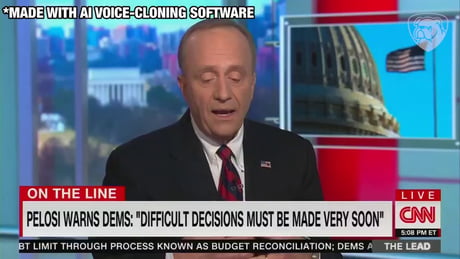 *MADE WITH AI VOICE-CLONING SOFTWARE
ON THE LINE
PELOSI WARNS DEMS: "DIFFICULT DECISIONS MUST BE MADE VERY SOON"
LIVE
CNN
5:08 PM ET
BT LIMIT THROUGH PROCESS KNOWN AS BUDGET RECONCILIATION; DEMS A
THE LEAD